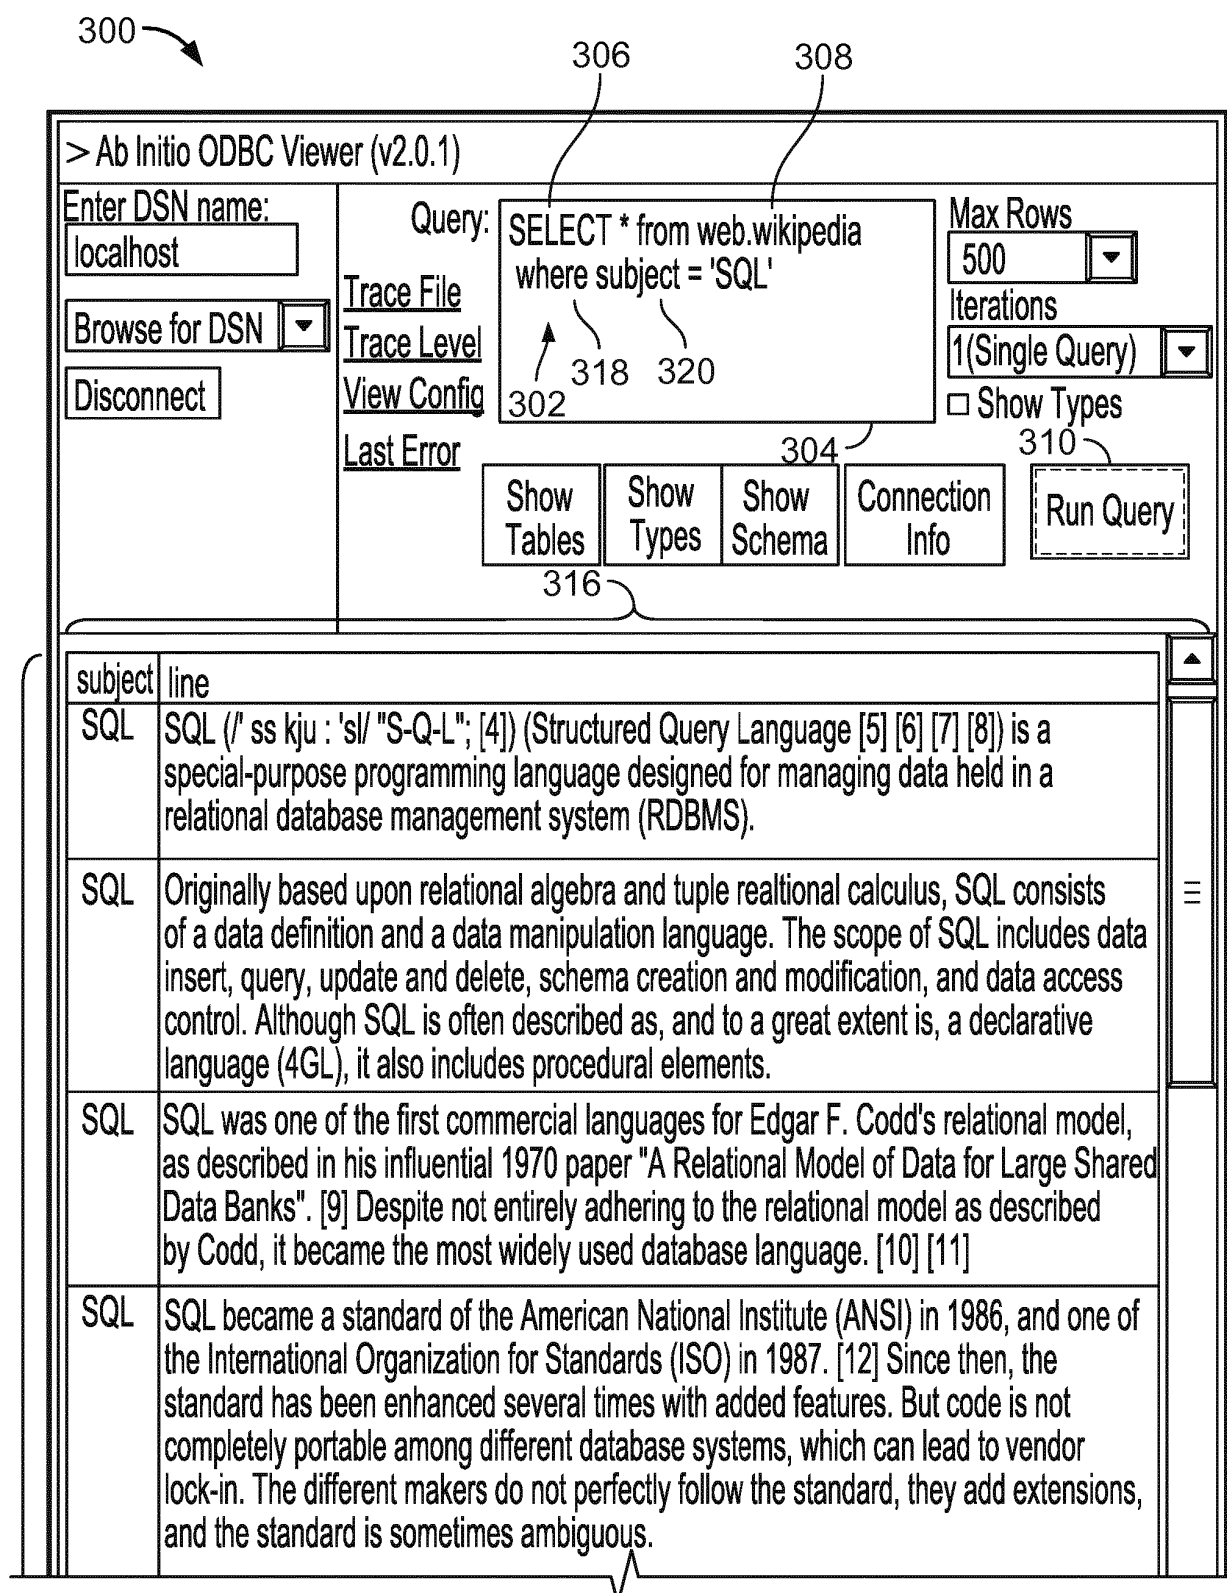 300
306
308
> Ab Initio ODBC Viewer (v2.0.1)
Enter DSN name:
localhost
Browse for DSN
Disconnect
Query:
SELECT * from web.wikipedia
where subject = 'SQL'
302
318
320
304
Trace File
Trace Level
View Config
Last Error
Max Rows
500
Iterations
1(Single Query)
Show Types
310
Show
Tables
Show
Types
Show
Schema
Connection
Info
Run Query
316
subject line
SQL SQL (/' ss kju : 'sl/ "S-Q-L"; [4]) (Structured Query Language [5] [6] [7] [8]) is a
special-purpose programming language designed for managing data held in a
relational database management system (RDBMS).
SQL Originally based upon relational algebra and tuple realtional calculus, SQL consists
of a data definition and a data manipulation language. The scope of SQL includes data
insert, query, update and delete, schema creation and modification, and data access
control. Although SQL is often described as, and to a great extent is, a declarative
language (4GL), it also includes procedural elements.
SQL SQL was one of the first commercial languages for Edgar F. Codd's relational model,
as described in his influential 1970 paper "A Relational Model of Data for Large Shared
Data Banks". [9] Despite not entirely adhering to the relational model as described
by Codd, it became the most widely used database language. [10] [11]
SQL SQL became a standard of the American National Institute (ANSI) in 1986, and one of
the International Organization for Standards (ISO) in 1987. [12] Since then, the
standard has been enhanced several times with added features. But code is not
completely portable among different database systems, which can lead to vendor
lock-in. The different makers do not perfectly follow the standard, they add extensions,
and the standard is sometimes ambiguous.